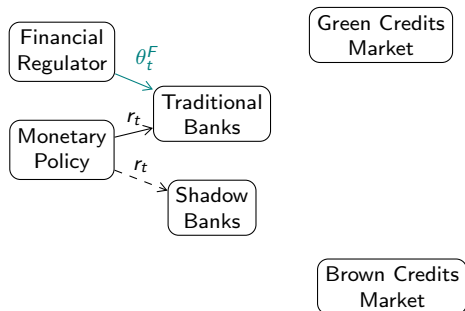 Financial
Regulator
θ_t^F
Green Credits
Market
Traditional
Banks
r_t
Monetary
Policy
r_t
Shadow
Banks
Brown Credits
Market